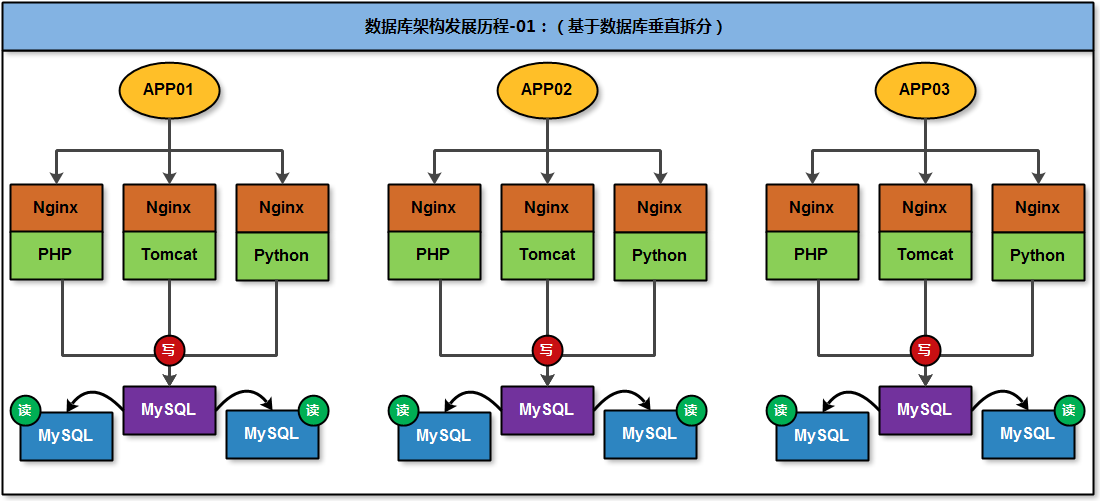 数据库架构发展历程-01：（基于数据库垂直拆分）
APP01 APP02 APP03
Nginx Nginx Nginx Nginx Nginx Nginx Nginx Nginx Nginx
PHP Tomcat Python PHP Tomcat Python PHP Tomcat Python
写 写 写
读 MySQL 读 读 MySQL 读 读 MySQL 读
MySQL MySQL MySQL MySQL MySQL MySQL